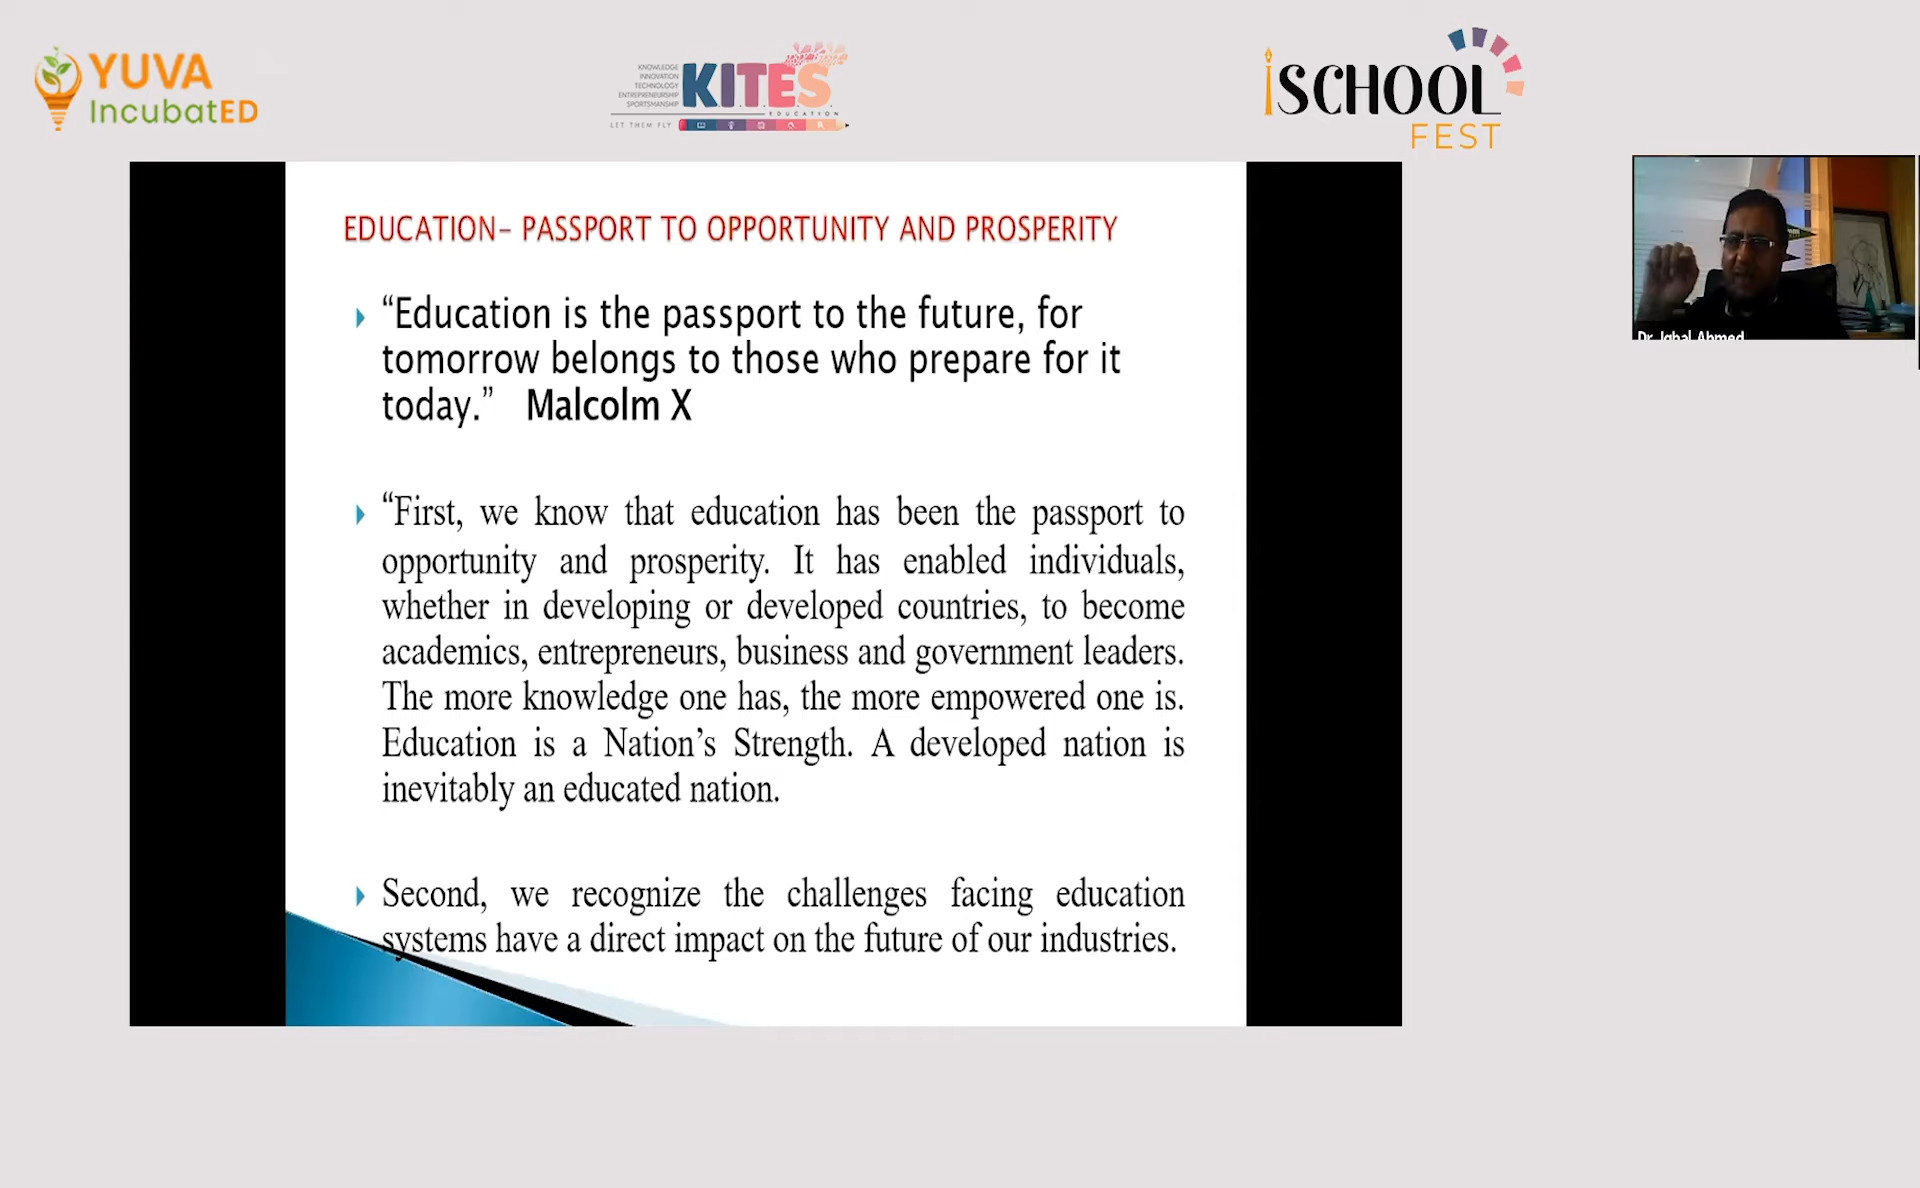 YUVA
IncubatED
KNOWLEDGE
INNOVATION
TECHNOLOGY
ENTREPRENEURSHIP
SPORTSMANSHIP
K.I.T.E.S
EDUCATION
LET THEM FLY
iSCHOOL
FEST
EDUCATION– PASSPORT TO OPPORTUNITY AND PROSPERITY
“Education is the passport to the future, for
tomorrow belongs to those who prepare for it
today.” Malcolm X
“First, we know that education has been the passport to
opportunity and prosperity. It has enabled individuals,
whether in developing or developed countries, to become
academics, entrepreneurs, business and government leaders.
The more knowledge one has, the more empowered one is.
Education is a Nation’s Strength. A developed nation is
inevitably an educated nation.
Second, we recognize the challenges facing education
systems have a direct impact on the future of our industries.
Dr. Iqbal Ahmed